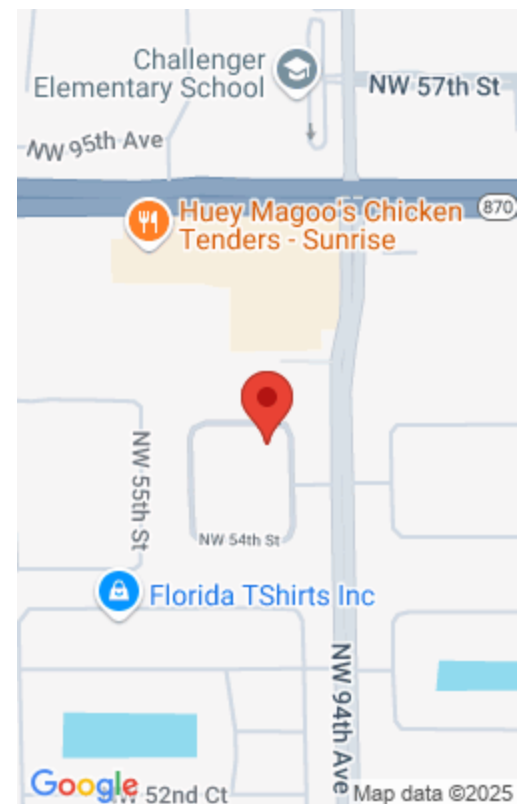 Challenger
Elementary School
NW 57th St
NW 95th Ave
870
Huey Magoo's Chicken
Tenders - Sunrise
NW 55th St
NW 54th St
Florida TShirts Inc
NW 94th Ave
Google
NW 52nd Ct
Map data ©2025